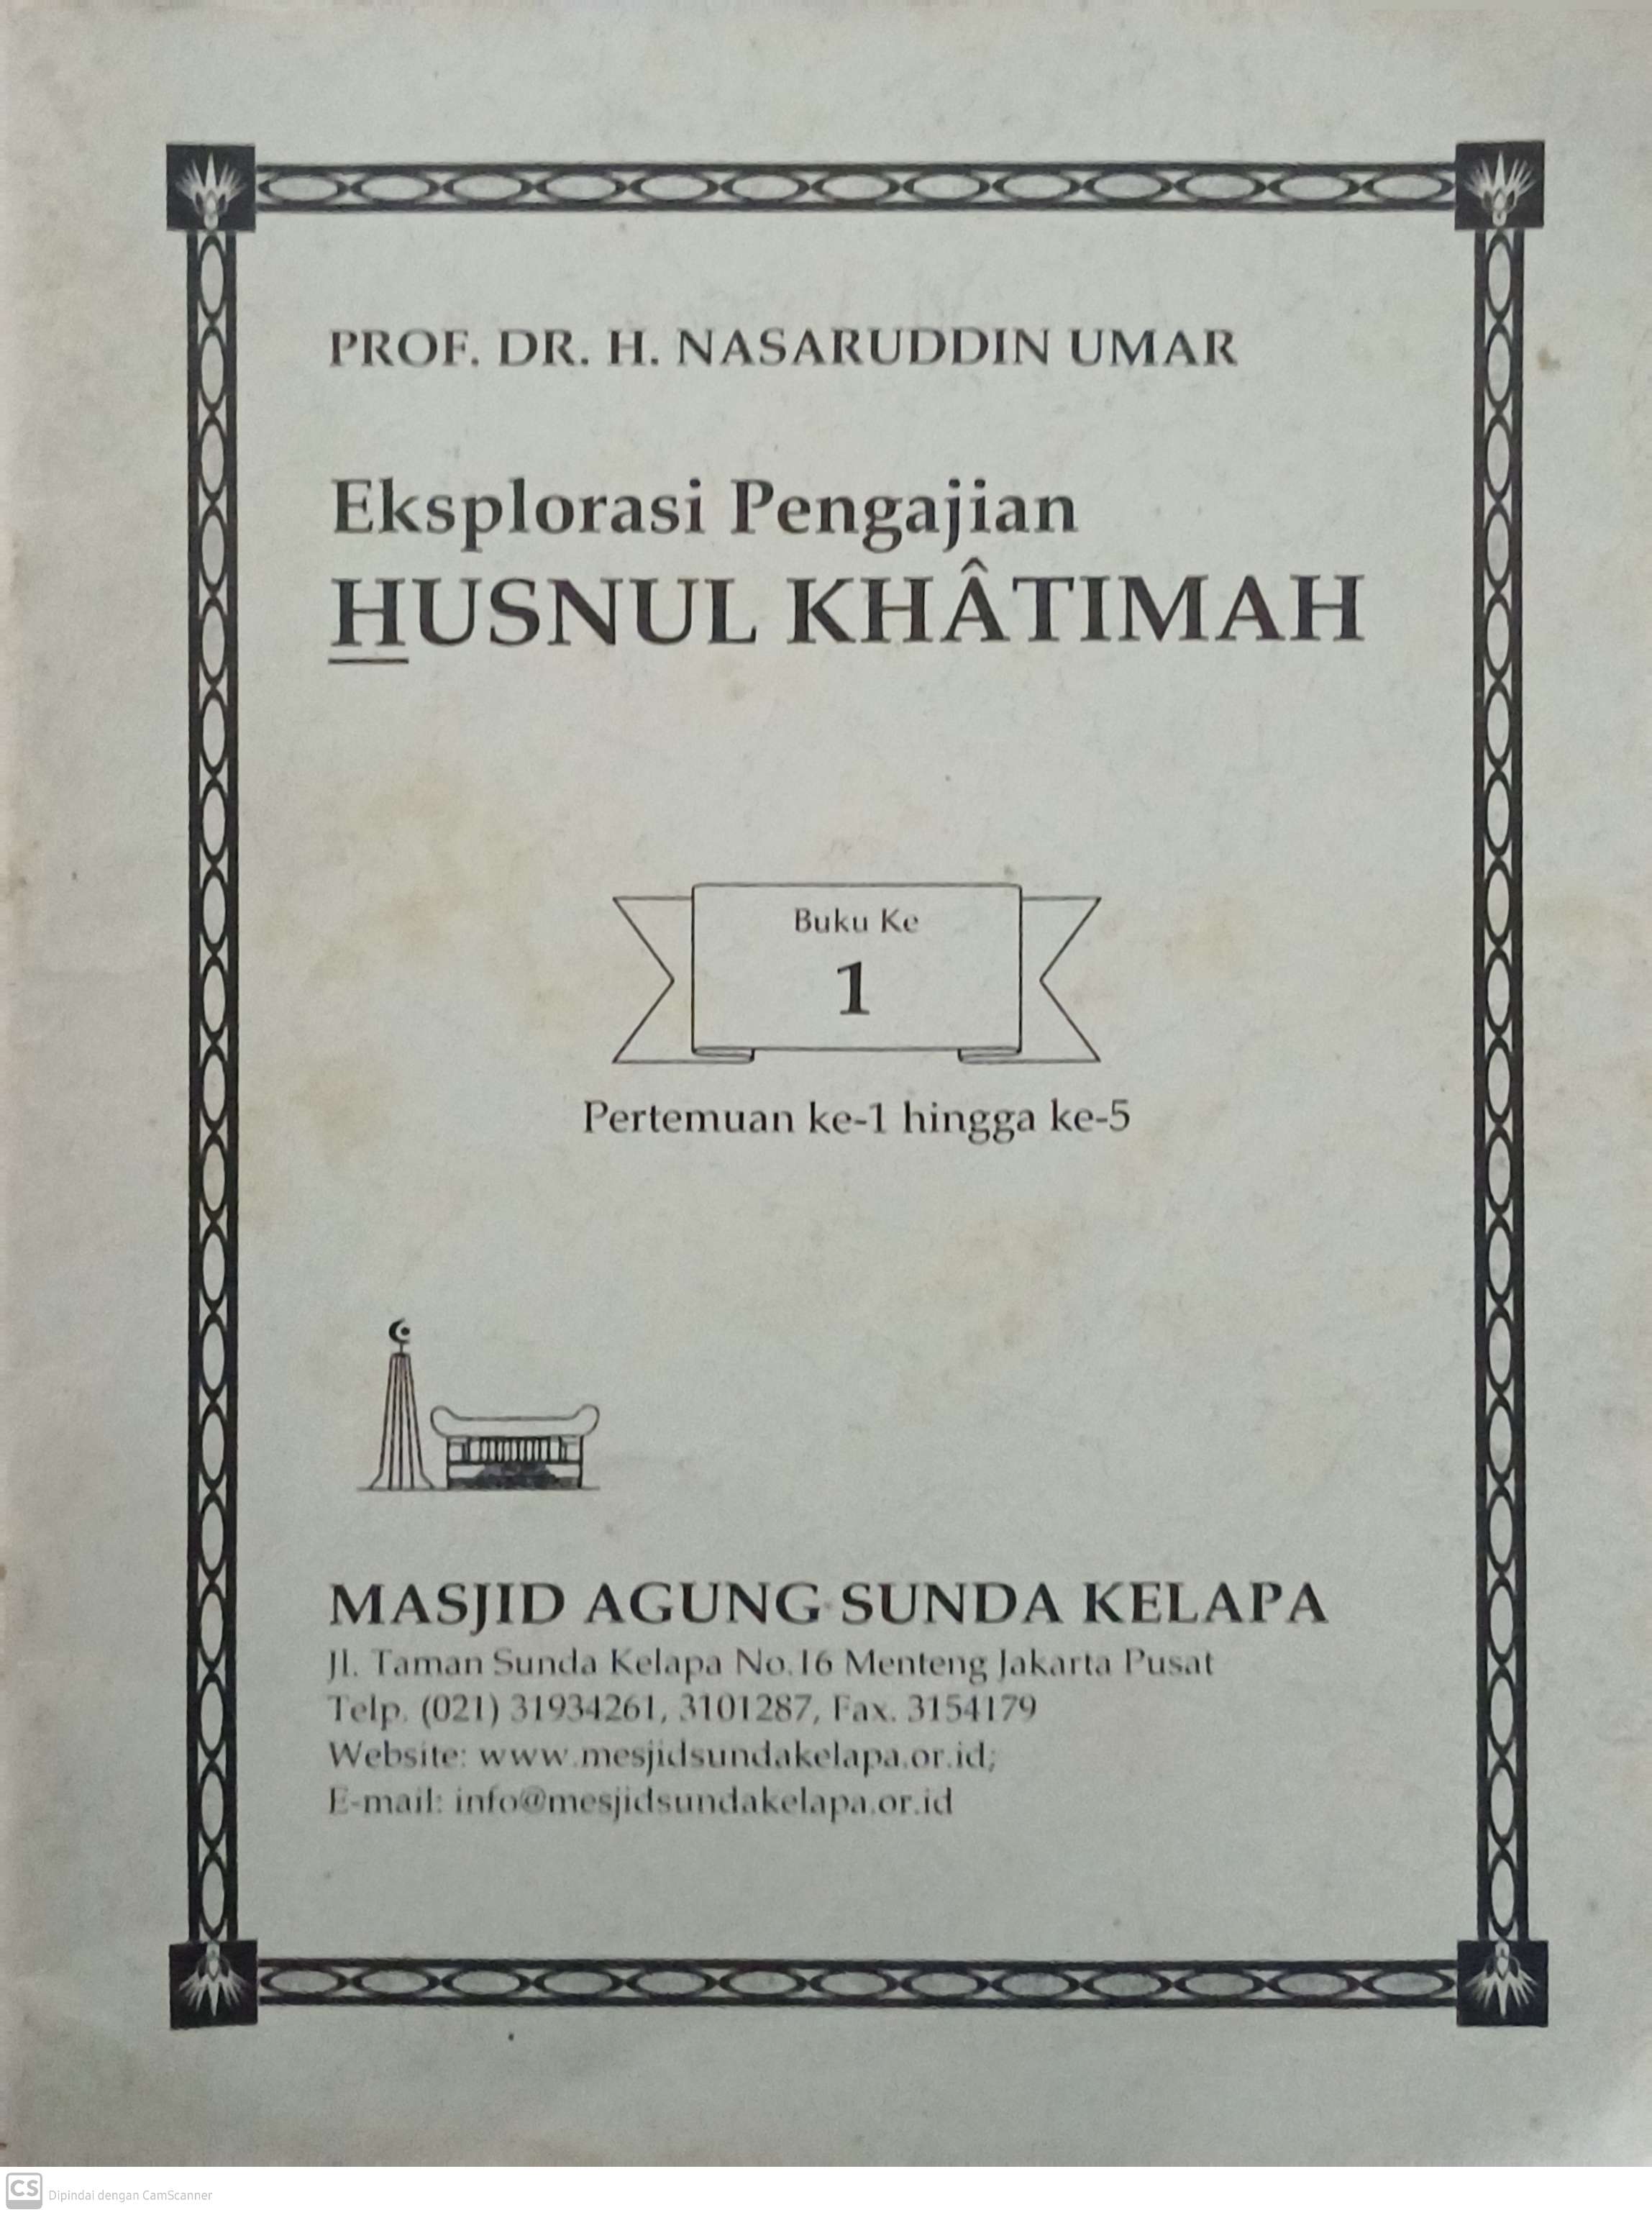 PROF. DR. H. NASARUDDIN UMAR
Eksplorasi Pengajian
HUSNUL KHÂTIMAH
Buku Ke
1
Pertemuan ke-1 hingga ke-5
MASJID AGUNG SUNDA KELAPA
Jl. Taman Sunda Kelapa No.16 Menteng Jakarta Pusat
Telp. (021) 31934261, 3101287, Fax. 3154179
Website: www.mesjidsundakelapa.or.id;
E-mail: info@mesjidsundakelapa.or.id
CS Dipindai dengan CamScanner